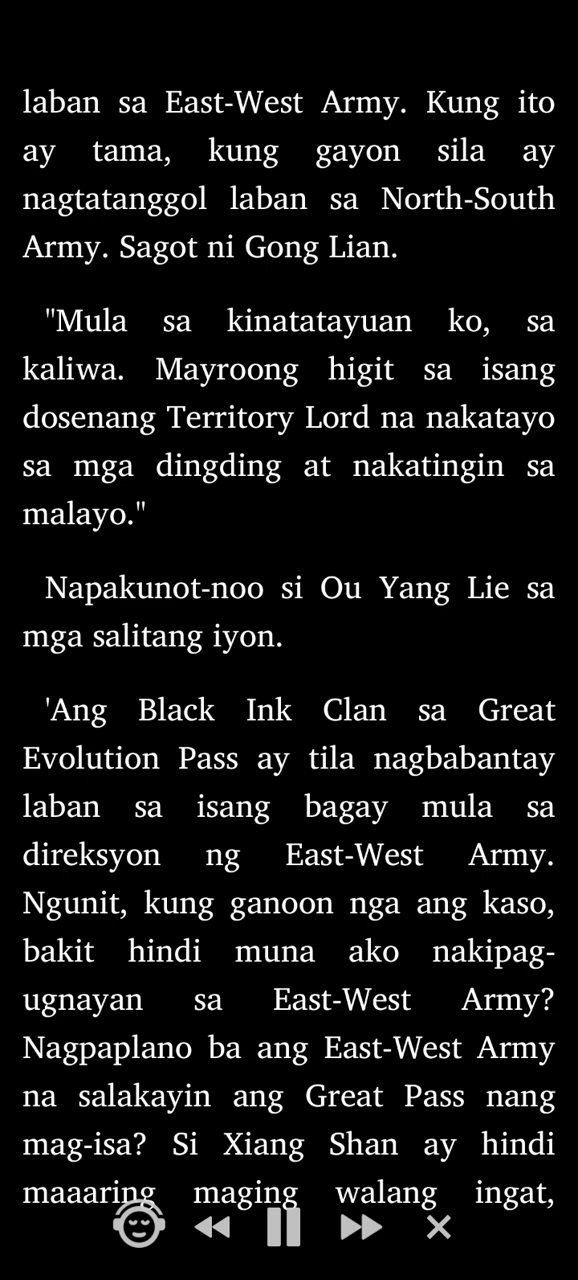 laban sa East-West Army. Kung ito
ay tama, kung gayon sila ay
nagtatanggol laban sa North-South
Army. Sagot ni Gong Lian.
"Mula sa kinatatayuan ko, sa
kaliwa. Mayroong higit sa isang
dosenang Territory Lord na nakatayo
sa mga dingding at nakatingin sa
malayo."
Napakunot-noo si Ou Yang Lie sa
mga salitang iyon.
'Ang Black Ink Clan sa Great
Evolution Pass ay tila nagbabantay
laban sa isang bagay mula sa
direksyon ng East-West Army.
Ngunit, kung ganoon nga ang kaso,
bakit hindi muna ako nakipag-
ugnayan sa East-West Army?
Nagpaplano ba ang East-West Army
na salakayin ang Great Pass nang
mag-isa? Si Xiang Shan ay hindi
maaaring maging walang ingat,